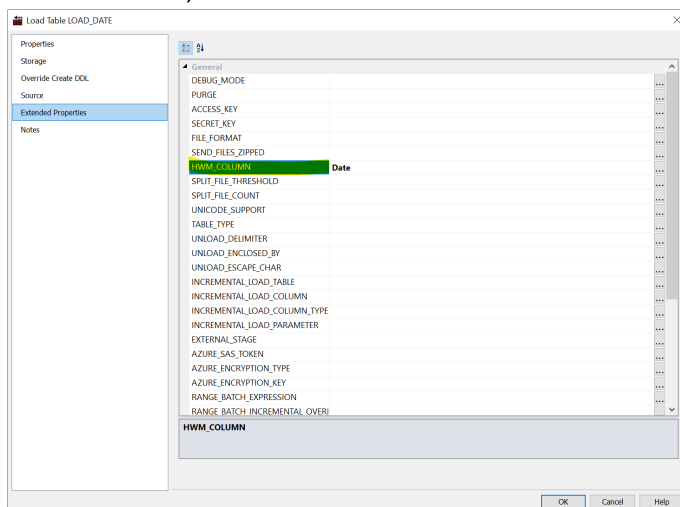 Load Table LOAD_DATE
Properties
Storage
Override Create DDL
Source
Extended Properties
Notes
General
DEBUG_MODE
PURGE
ACCESS_KEY
SECRET_KEY
FILE_FORMAT
SEND_FILES_ZIPPED
HWM_COLUMN Date
SPLIT_FILE_THRESHOLD
SPLIT_FILE_COUNT
UNICODE_SUPPORT
TABLE_TYPE
UNLOAD_DELIMITER
UNLOAD_ENCLOSED_BY
UNLOAD_ESCAPE_CHAR
INCREMENTAL_LOAD_TABLE
INCREMENTAL_LOAD_COLUMN
INCREMENTAL_LOAD_COLUMN_TYPE
INCREMENTAL_LOAD_PARAMETER
EXTERNAL_STAGE
AZURE_SAS_TOKEN
AZURE_ENCRYPTION_TYPE
AZURE_ENCRYPTION_KEY
RANGE_BATCH_EXPRESSION
RANGE_BATCH_INCREMENTAL_OVERI
HWM_COLUMN
OK Cancel Help